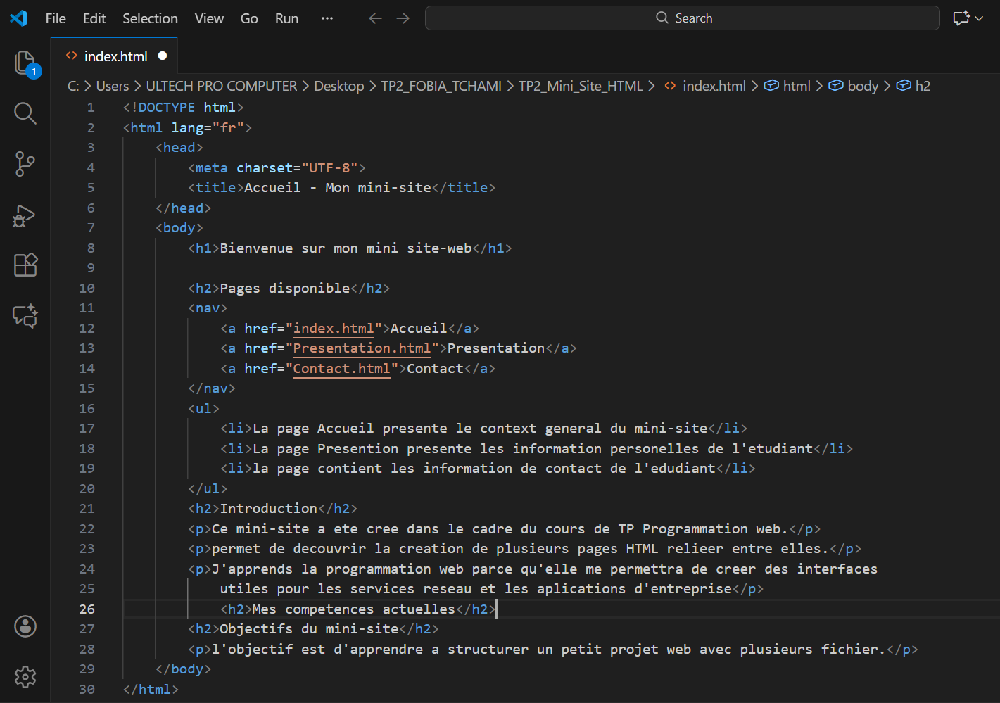 File Edit Selection View Go Run ··· Search
index.html
1
C: > Users > ULTECH PRO COMPUTER > Desktop > TP2_FOBIA_TCHAMI > TP2_Mini_Site_HTML > index.html > html > body > h2
1 <!DOCTYPE html>
2 <html lang="fr">
3 <head>
4 <meta charset="UTF-8">
5 <title>Accueil - Mon mini-site</title>
6 </head>
7 <body>
8 <h1>Bienvenue sur mon mini site-web</h1>
9
10 <h2>Pages disponible</h2>
11 <nav>
12 <a href="index.html">Accueil</a>
13 <a href="Presentation.html">Presentation</a>
14 <a href="Contact.html">Contact</a>
15 </nav>
16 <ul>
17 <li>La page Accueil presente le context general du mini-site</li>
18 <li>La page Presention presente les information personelles de l'etudiant</li>
19 <li>la page contient les information de contact de l'edudiant</li>
20 </ul>
21 <h2>Introduction</h2>
22 <p>Ce mini-site a ete cree dans le cadre du cours de TP Programmation web.</p>
23 <p>permet de decouvrir la creation de plusieurs pages HTML relieer entre elles.</p>
24 <p>J'apprends la programmation web parce qu'elle me permettra de creer des interfaces
25 utiles pour les services reseau et les aplications d'entreprise</p>
26 <h2>Mes competences actuelles</h2>
27 <h2>Objectifs du mini-site</h2>
28 <p>l'objectif est d'apprendre a structurer un petit projet web avec plusieurs fichier.</p>
29 </body>
30 </html>